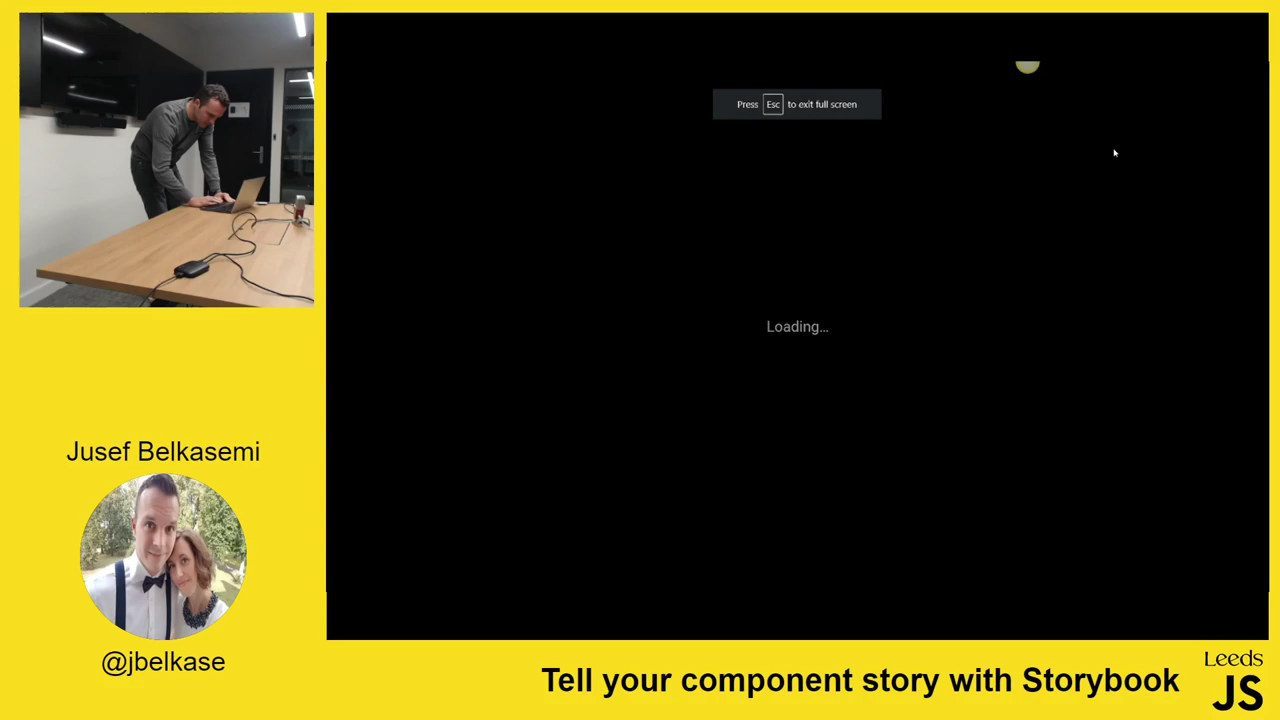 Press Esc to exit full screen
Loading...
Jusef Belkasemi
@jbelkase
Tell your component story with Storybook
Leeds
JS